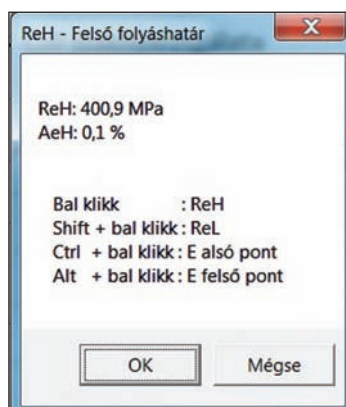 ReH - Felső folyáshatár
ReH: 400,9 MPa
AeH: 0,1 %
Bal klikk : ReH
Shift + bal klikk : ReL
Ctrl + bal klikk : E alsó pont
Alt + bal klikk : E felső pont
OK Mégse